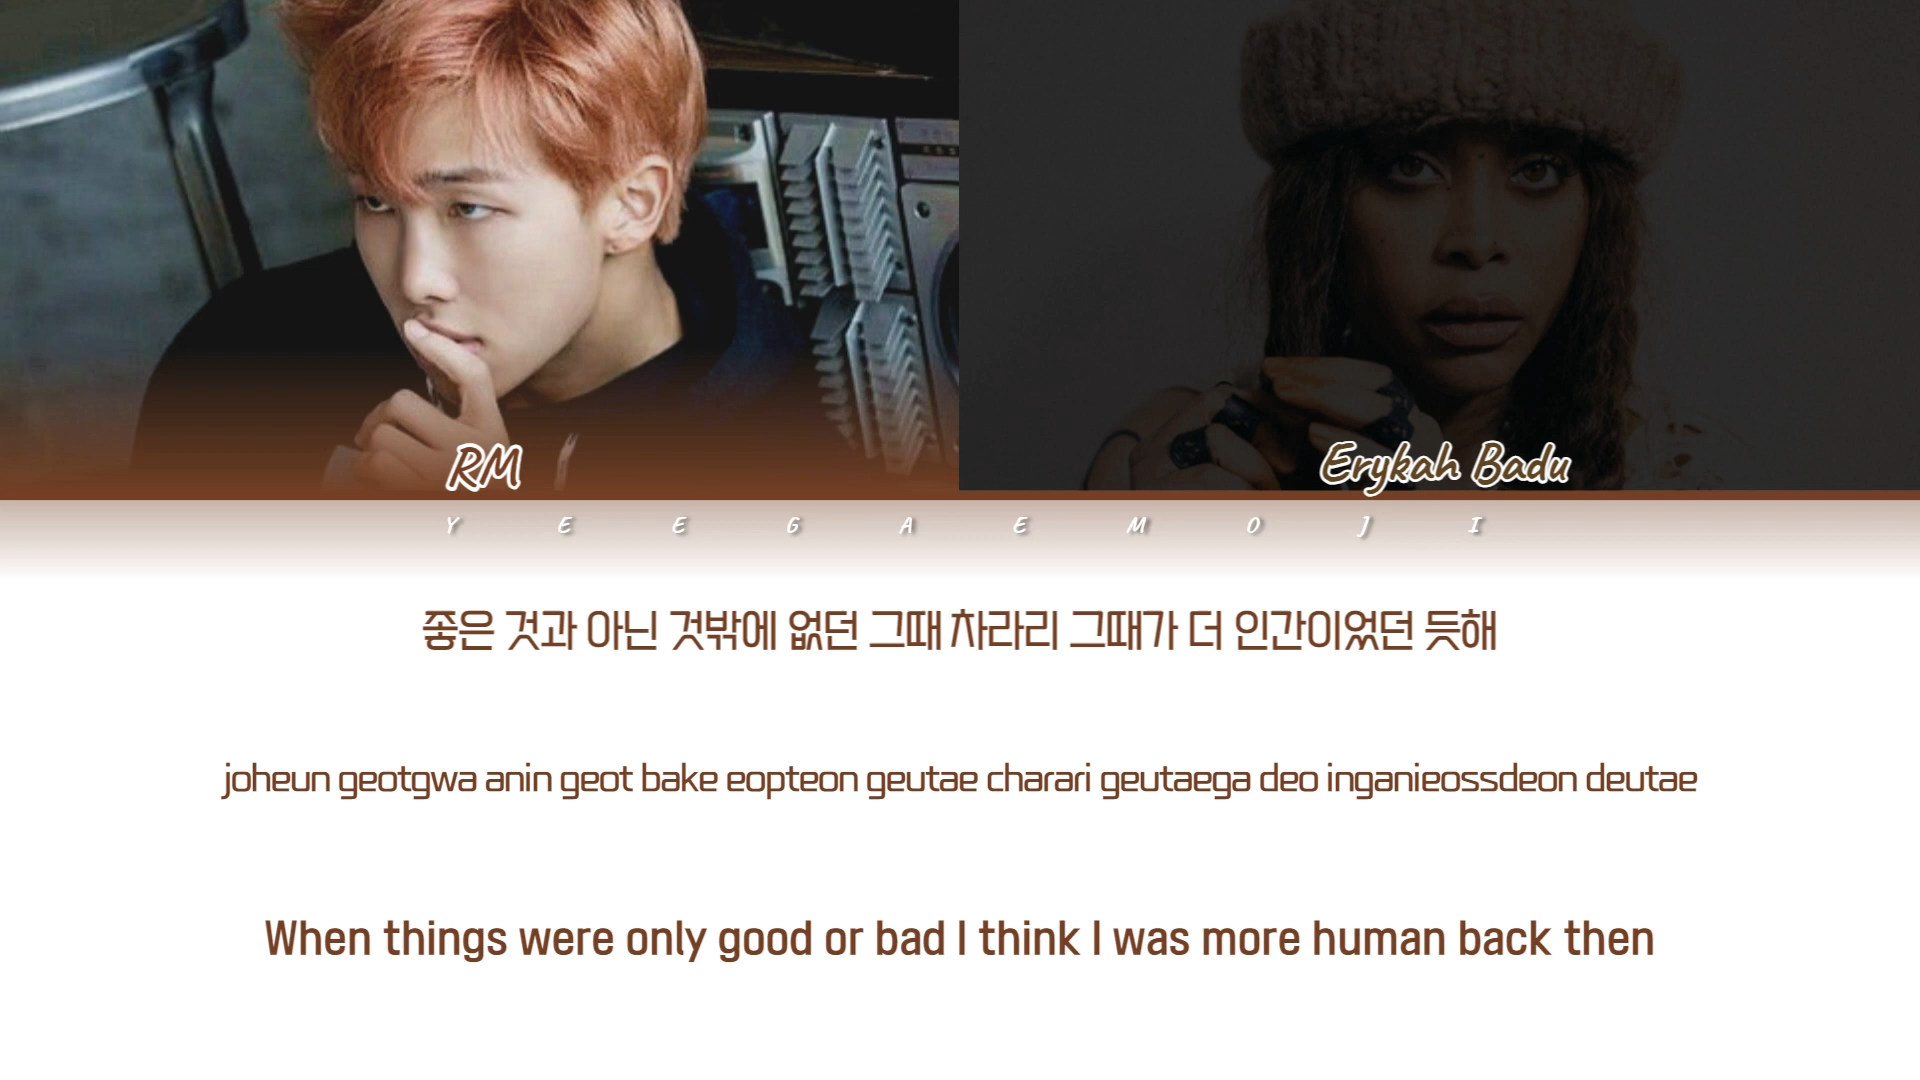 RM
Erykah Badu
Y E E G A E M O J I
좋은 것과 아닌 것밖에 없던 그때 차라리 그때가 더 인간이었던 듯해
joheun geotgwa anin geot bake eopteon geutae charari geutaega deo inganieossdeon deutae
When things were only good or bad I think I was more human back then